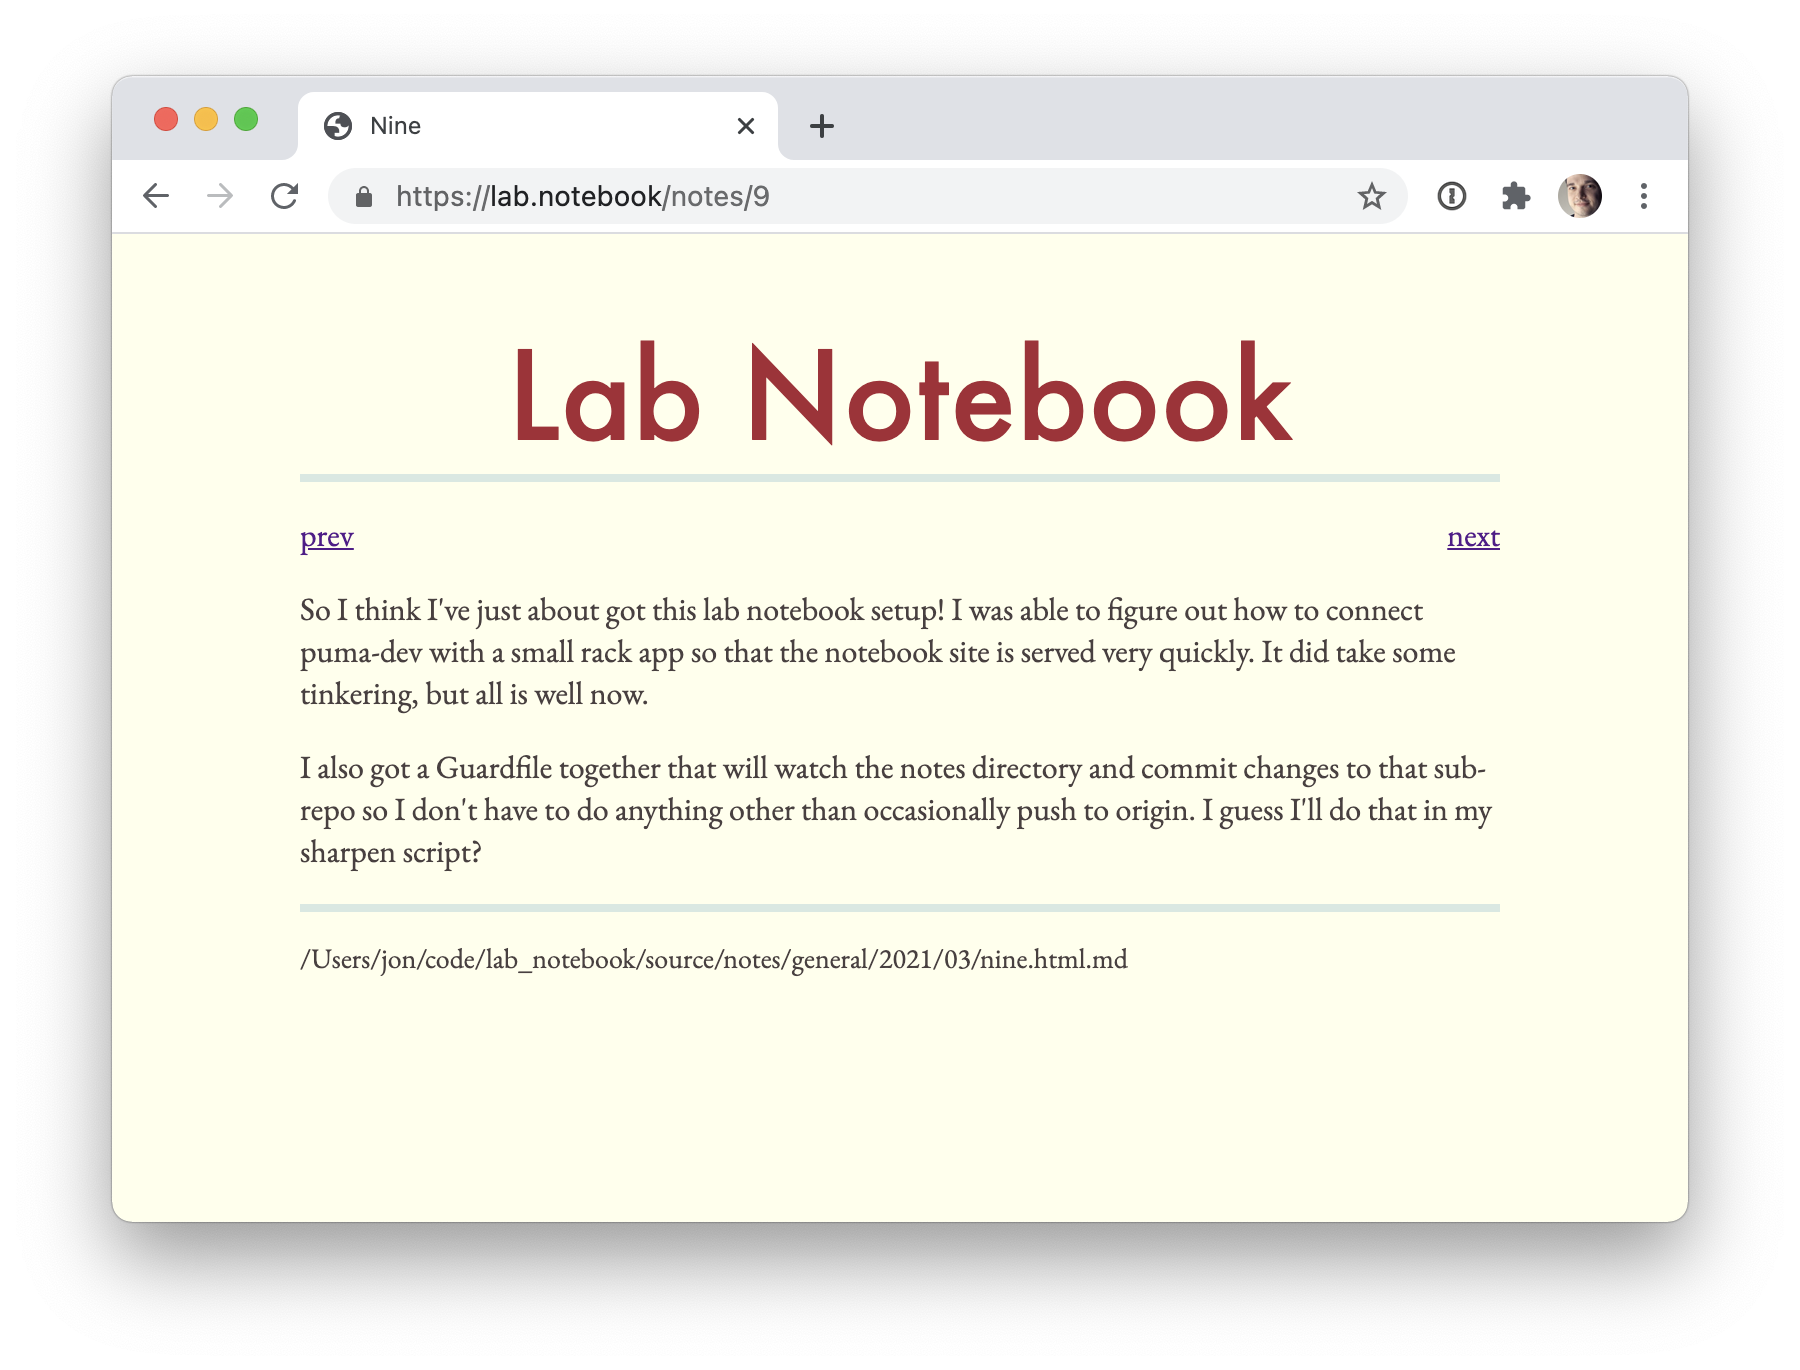 Nine
https://lab.notebook/notes/9
Lab Notebook
prev
next
So I think I've just about got this lab notebook setup! I was able to figure out how to connect
puma-dev with a small rack app so that the notebook site is served very quickly. It did take some
tinkering, but all is well now.
I also got a Guardfile together that will watch the notes directory and commit changes to that sub-
repo so I don't have to do anything other than occasionally push to origin. I guess I'll do that in my
sharpen script?
/Users/jon/code/lab_notebook/source/notes/general/2021/03/nine.html.md